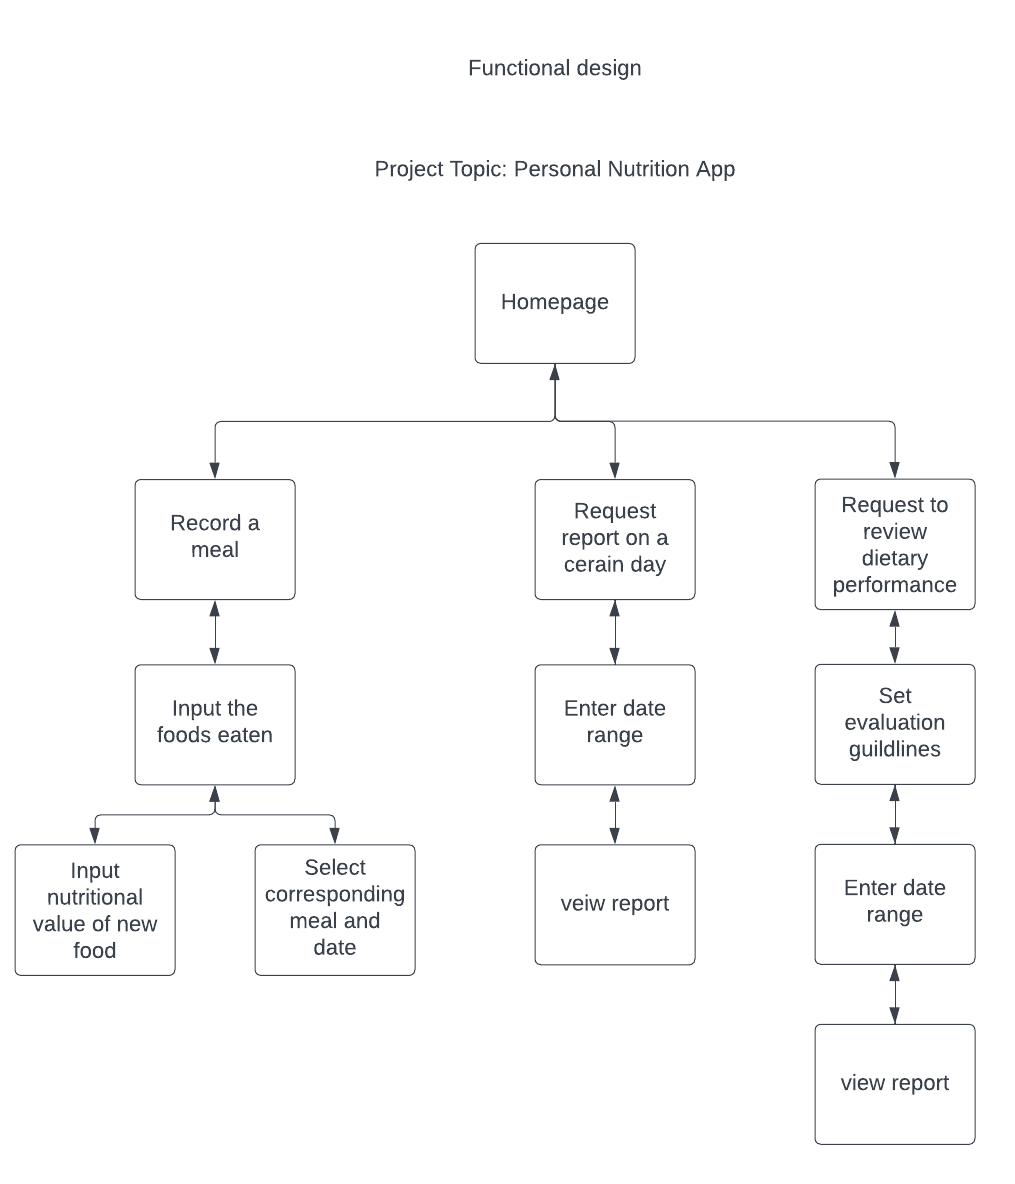 Functional design
Project Topic: Personal Nutrition App
Homepage
Record a
meal
Request
report on a
cerain day
Request to
review
dietary
performance
Input the
foods eaten
Enter date
range
Set
evaluation
guildlines
Input
nutritional
value of new
food
Select
corresponding
meal and
date
veiw report
Enter date
range
view report